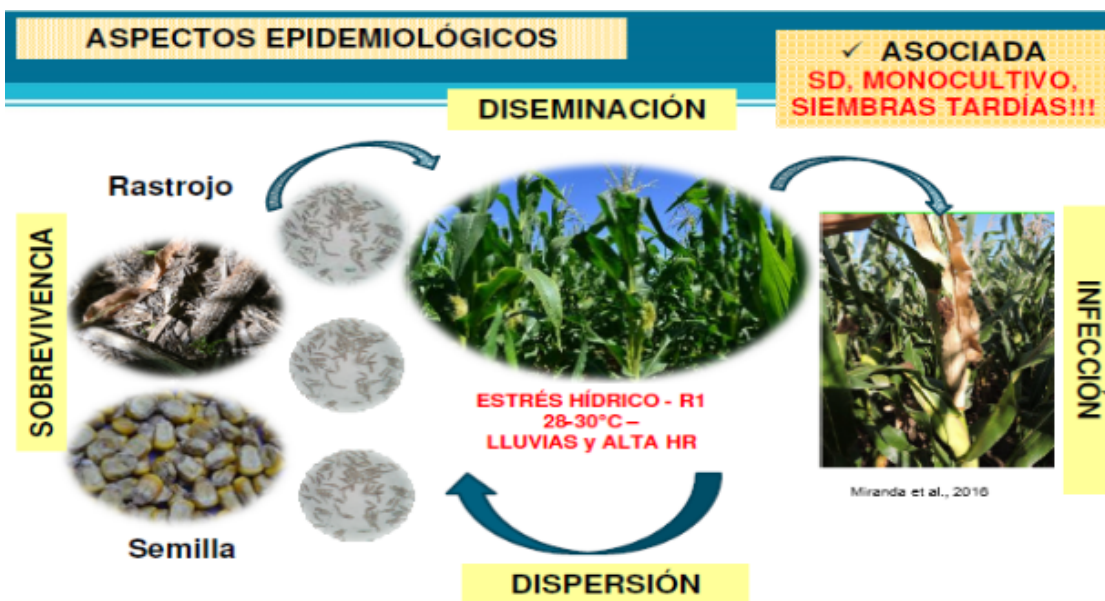 ASPECTOS EPIDEMIOLÓGICOS
✓ ASOCIADA
SD, MONOCULTIVO,
SIEMBRAS TARDÍAS!!!
DISEMINACIÓN
Rastrojo
SOBREVIVENCIA
ESTRÉS HÍDRICO - R1
28-30°C –
LLUVIAS y ALTA HR
INFECCIÓN
Miranda et al., 2016
Semilla
DISPERSIÓN